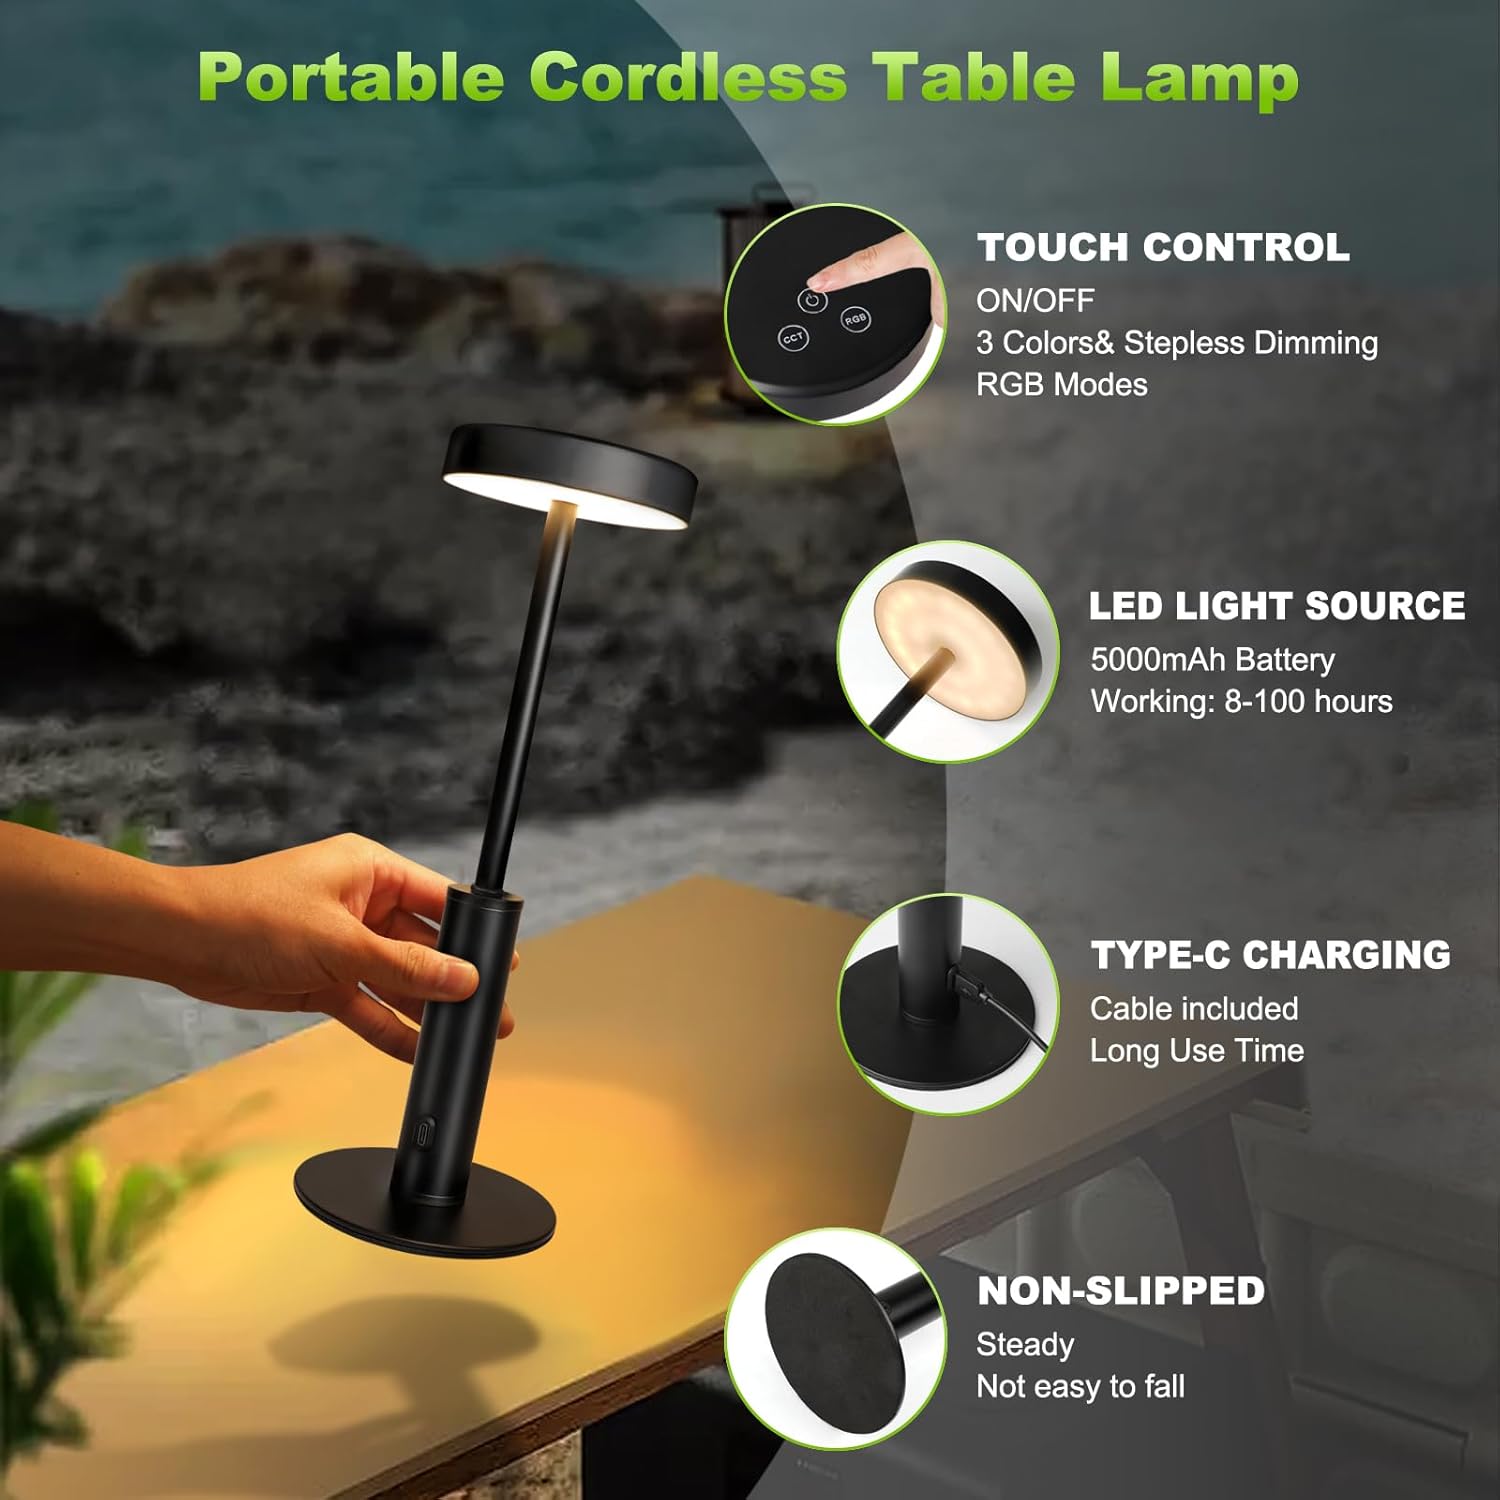 Portable Cordless Table Lamp
RGB
CCT
TOUCH CONTROL
ON/OFF
3 Colors& Stepless Dimming
RGB Modes
LED LIGHT SOURCE
5000mAh Battery
Working: 8-100 hours
TYPE-C CHARGING
Cable included
Long Use Time
NON-SLIPPED
Steady
Not easy to fall